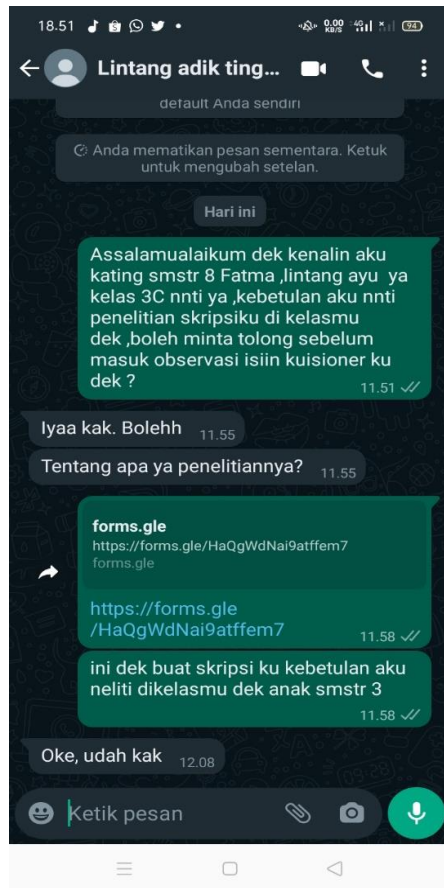 18.51
0.00 KB/S
4G
94
Lintang adik ting...
default Anda sendiri
Anda mematikan pesan sementara. Ketuk
untuk mengubah setelan.
Hari ini
Assalamualaikum dek kenalin aku
kating smstr 8 Fatma ,lintang ayu ya
kelas 3C nnti ya ,kebetulan aku nnti
penelitian skripsiku di kelasmu
dek ,boleh minta tolong sebelum
masuk observasi isiin kuisioner ku
dek ?
11.51
Iyaa kak. Bolehh 11.55
Tentang apa ya penelitiannya? 11.55
forms.gle
https://forms.gle/HaQgWdNai9atffem7
forms.gle
https://forms.gle
/HaQgWdNai9atffem7
11.58
ini dek buat skripsi ku kebetulan aku
neliti dikelasmu dek anak smstr 3
11.58
Oke, udah kak 12.08
Ketik pesan